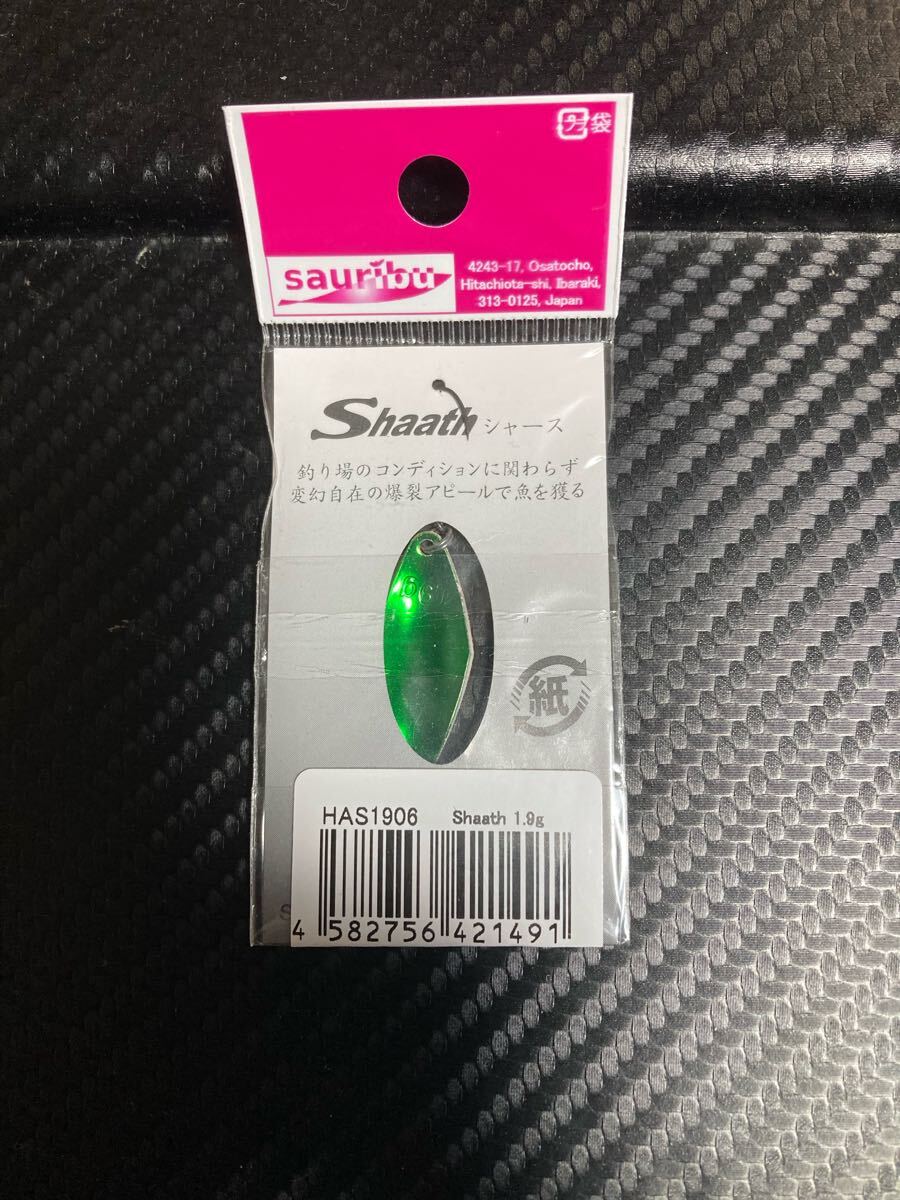 プラ 袋
sauribu
4243-17, Osatocho,
Hitachiota-shi, Ibaraki,
313-0125, Japan
Shaath シャース
釣り場のコンディションに関わらず
変幻自在の爆裂アピールで魚を獲る
紙
HAS1906 Shaath 1.9g
4 582756 421491